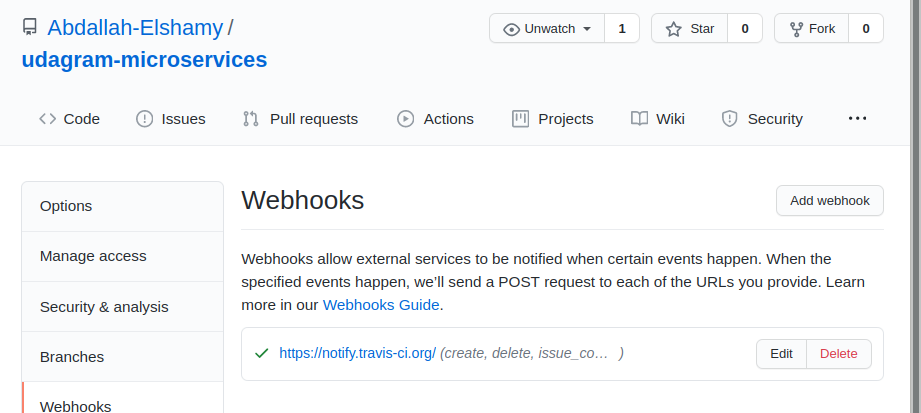 Abdallah-Elshamy /
udagram-microservices
Unwatch 1 Star 0 Fork 0
Code Issues Pull requests Actions Projects Wiki Security ...
Options
Manage access
Security & analysis
Branches
Webhooks
Webhooks
Add webhook
Webhooks allow external services to be notified when certain events happen. When the
specified events happen, we’ll send a POST request to each of the URLs you provide. Learn
more in our Webhooks Guide.
https://notify.travis-ci.org/ (create, delete, issue_co… )
Edit Delete